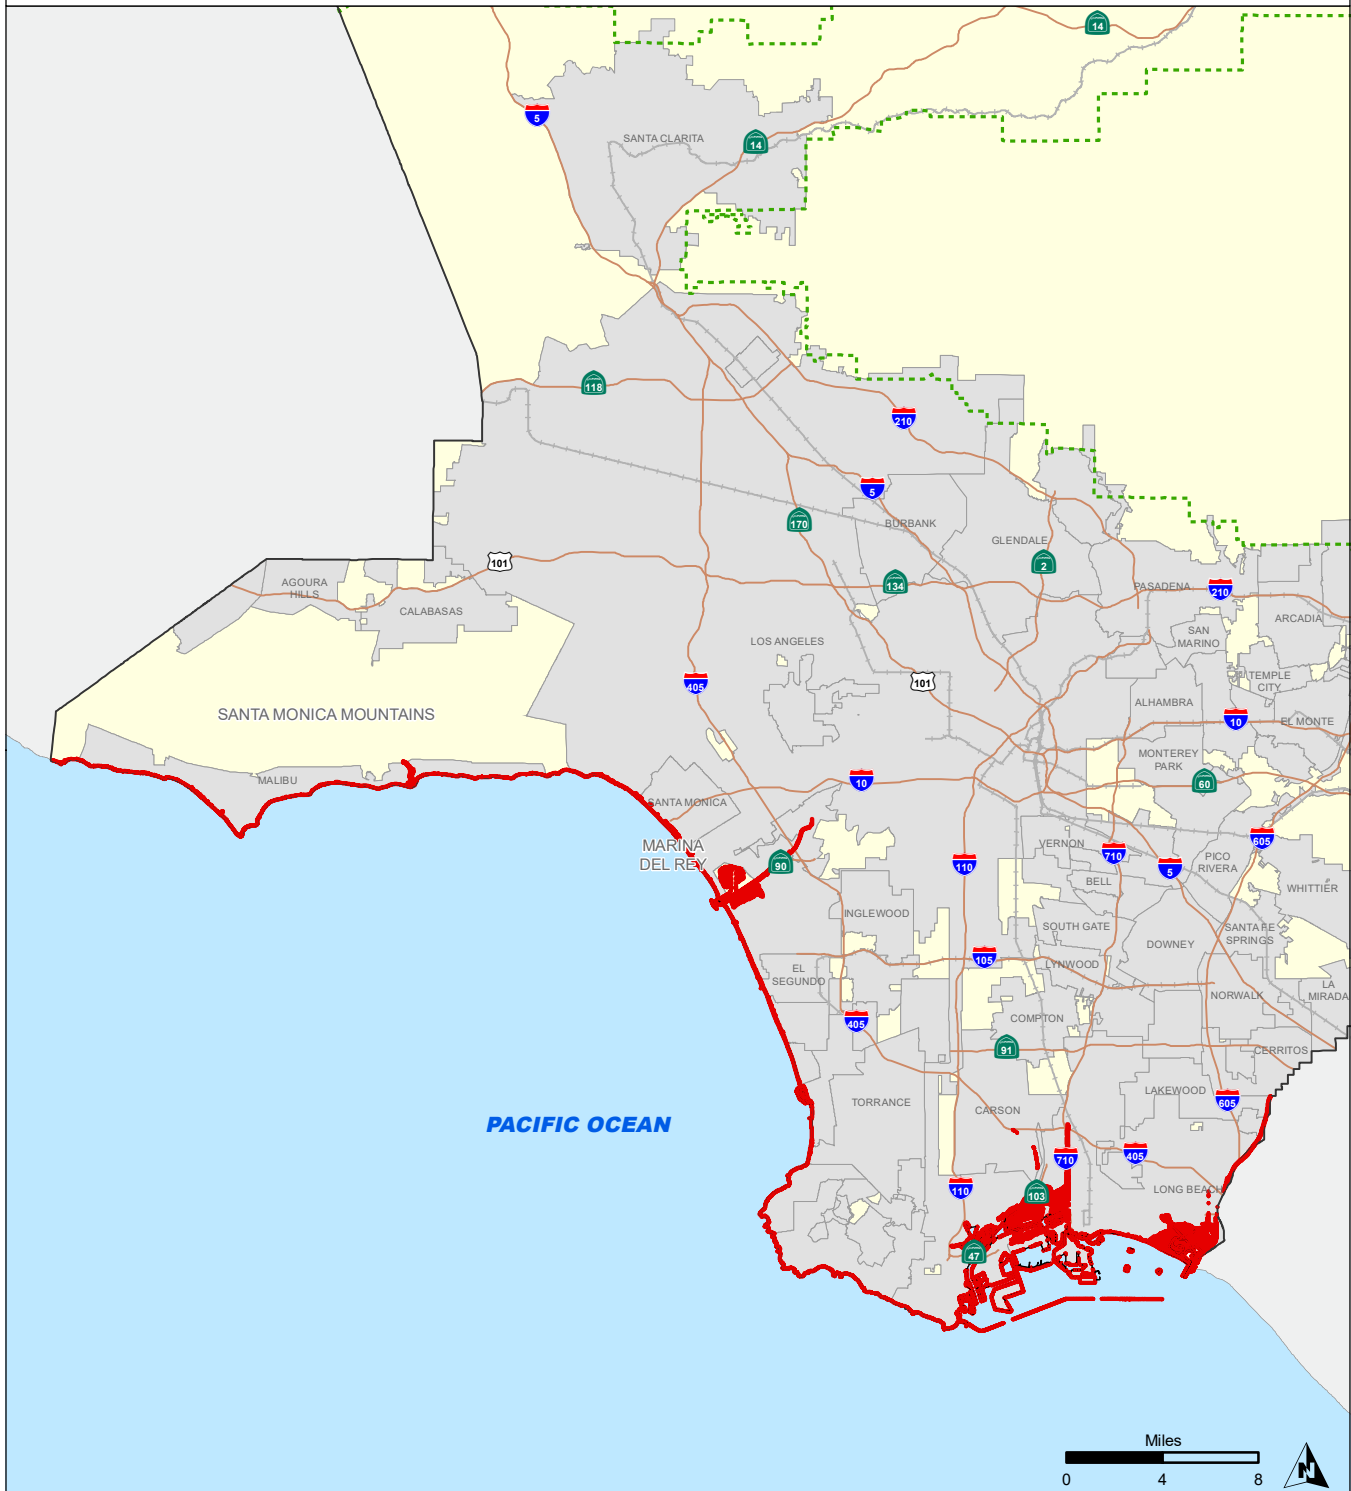 14
5
SANTA CLARITA
14
118
210
5
170
BURBANK
GLENDALE
2
101
134
AGOURA
HILLS
CALABASAS
PASADENA
210
ARCADIA
SAN
MARINO
LOS ANGELES
TEMPLE
CITY
405
101
ALHAMBRA
SANTA MONICA MOUNTAINS
10
EL MONTE
MONTEREY
PARK
60
MALIBU
10
SANTA MONICA
MARINA
DEL REY
90
110
VERNON
710
5
605
PICO
RIVERA
BELL
WHITTIER
INGLEWOOD
SOUTH GATE
SANTA FE
SPRINGS
DOWNEY
105
LYNWOOD
EL
SEGUNDO
NORWALK
LA
MIRADA
405
COMPTON
91
CERRITOS
LAKEWOOD
605
TORRANCE
CARSON
PACIFIC OCEAN
710
405
110
103
LONG BEACH
47
Miles
0 4 8
N